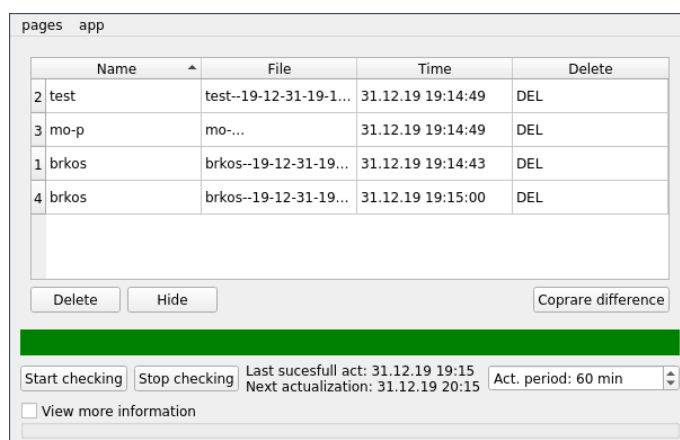 pages app
Name File Time Delete
2 test test--19-12-31-19-1... 31.12.19 19:14:49 DEL
3 mo-p mo-... 31.12.19 19:14:49 DEL
1 brkos brkos--19-12-31-19... 31.12.19 19:14:43 DEL
4 brkos brkos--19-12-31-19... 31.12.19 19:15:00 DEL
Delete Hide Coprare difference
Start checking Stop checking Last sucesfull act: 31.12.19 19:15 Act. period: 60 min
Next actualization: 31.12.19 20:15
View more information